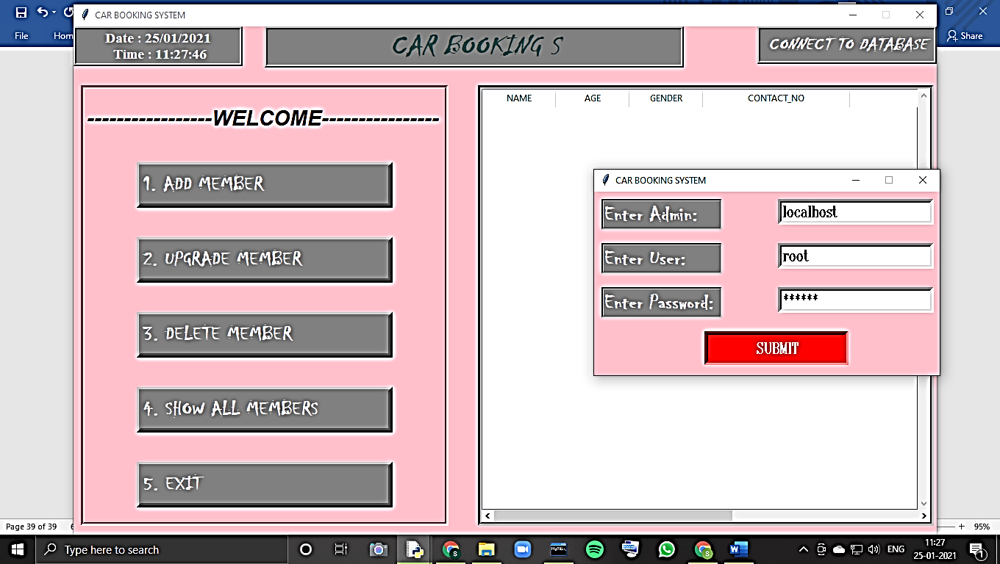 CAR BOOKING SYSTEM
File
Hom
Share
Date : 25/01/2021
Time : 11:27:46
CAR BOOKING S
CONNECT TO DATABASE
-----------------WELCOME----------------
1. ADD MEMBER
2. UPGRADE MEMBER
3. DELETE MEMBER
4. SHOW ALL MEMBERS
5. EXIT
NAME AGE GENDER CONTACT_NO
CAR BOOKING SYSTEM
Enter Admin: localhost
Enter User: root
Enter Password: ******
SUBMIT
Page 39 of 39
95%
Type here to search
MySQL
ENG
11:27
25-01-2021
1